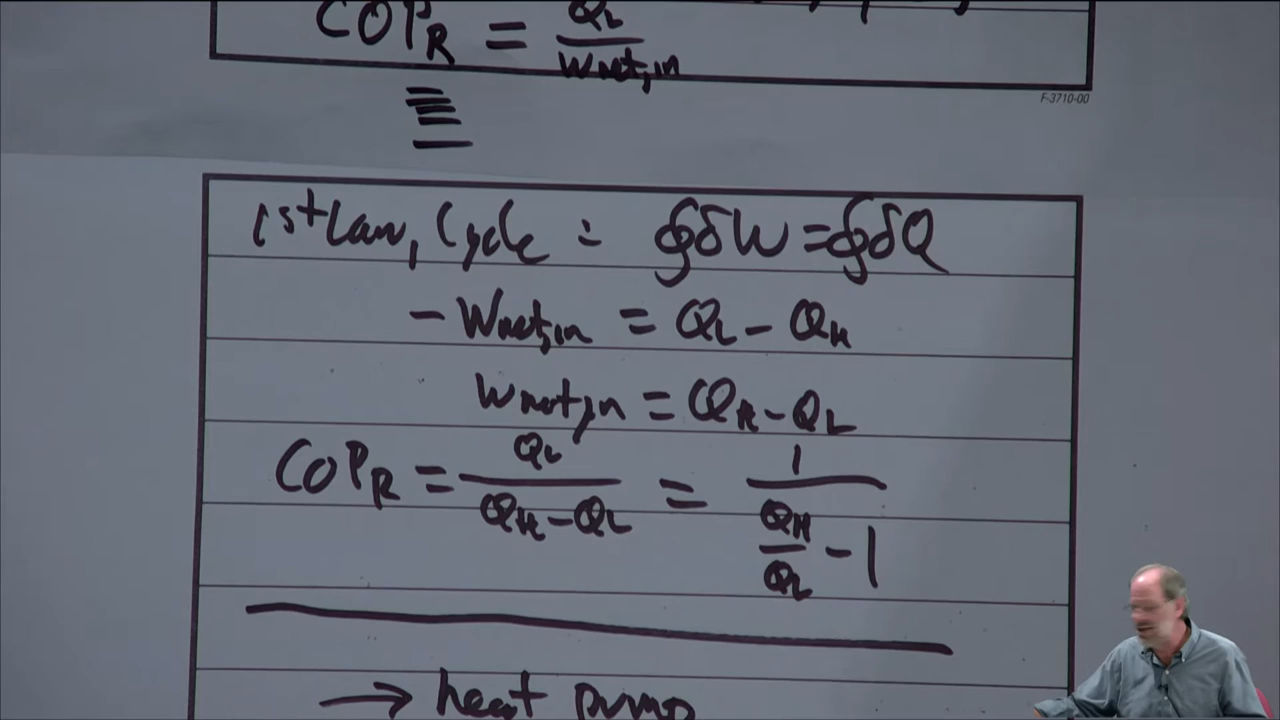 COP_R = Q_L / W_net,in
F-3710-00
1st Law, Cycle : ∮δW = ∮δQ
- W_net,in = Q_L - Q_H
W_net,in = Q_H - Q_L
COP_R = Q_L / (Q_H - Q_L) = 1 / (Q_H / Q_L - 1)
→ heat pump